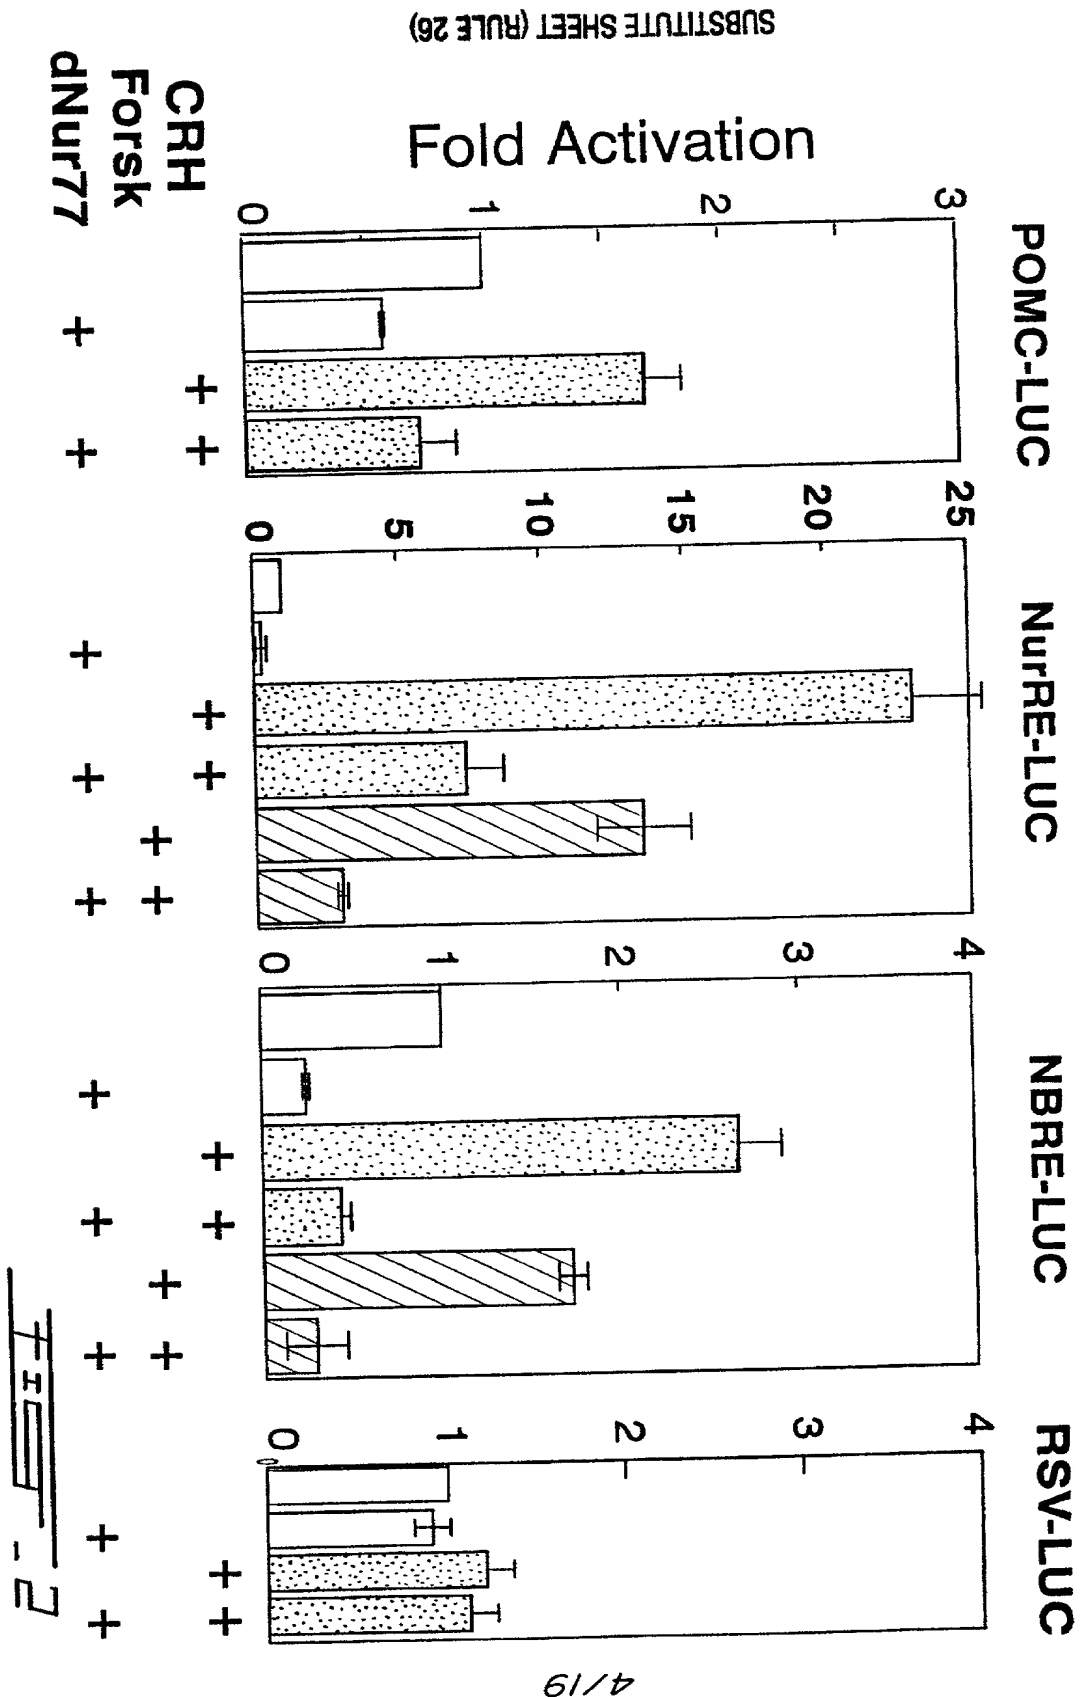 4/19
POMC-LUC
NurRE-LUC
NBRE-LUC
RSV-LUC
Fold Activation
3
2
1
0
25
20
15
10
5
0
4
3
2
1
0
4
3
2
1
0
CRH + + + + + + + +
Forsk + + + +
dNur77 + + + + + + + + + +
SUBSTITUTE SHEET (RULE 26)